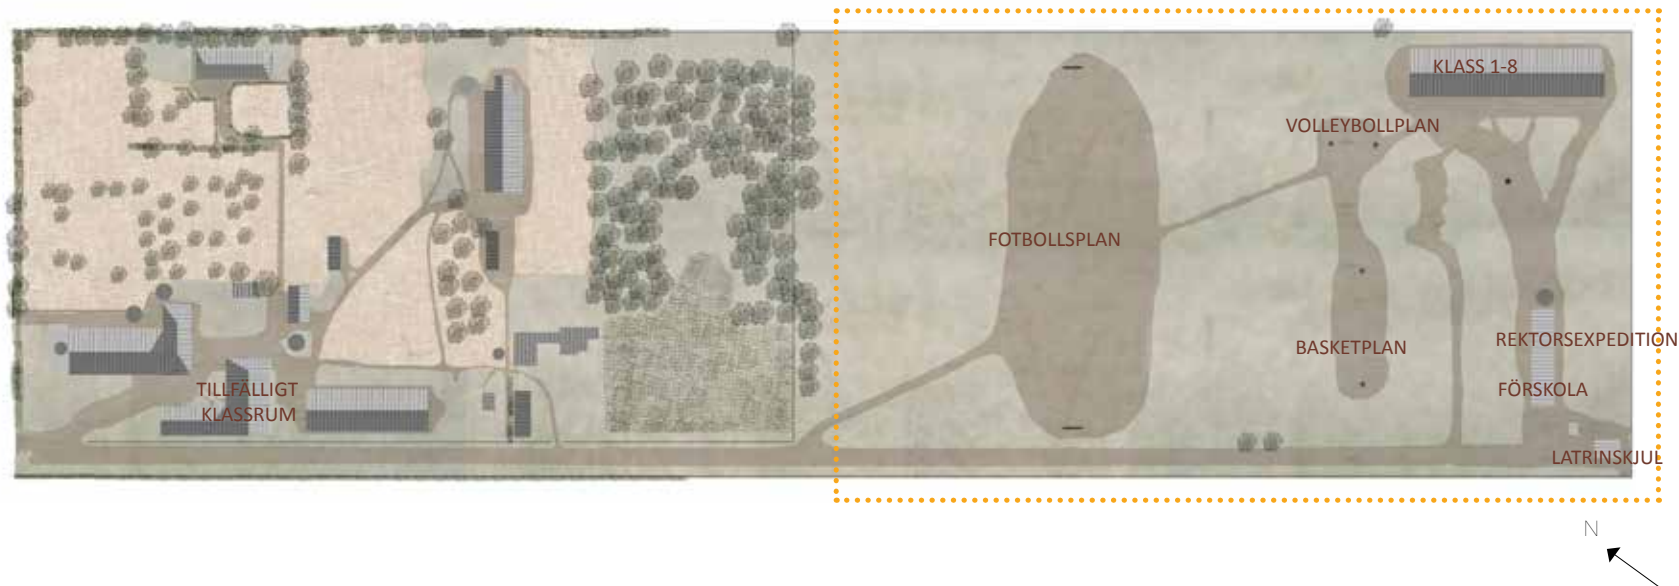 KLASS 1-8
VOLLEYBOLLPLAN
FOTBOLLSPLAN
BASKETPLAN
REKTORSEXPEDITION
FÖRSKOLA
TILLFÄLLIGT
KLASSRUM
LATRINSKJUL
N